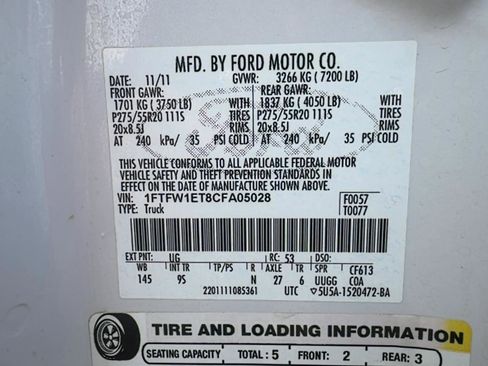 MFD. BY FORD MOTOR CO.
DATE: 11/11 GVWR: 3266 KG ( 7200 LB)
FRONT GAWR: REAR GAWR:
1701 KG ( 3750 LB) WITH 1837 KG ( 4050 LB) WITH
P275/55R20 111S TIRES P275/55R20 111S TIRES
20x8.5J RIMS 20x8.5J RIMS
AT 240 kPa/ 35 PSI COLD AT 240 kPa/ 35 PSI COLD
THIS VEHICLE CONFORMS TO ALL APPLICABLE FEDERAL MOTOR
VEHICLE SAFETY AND THEFT PREVENTION STANDARDS IN EFFECT
ON THE DATE OF MANUFACTURE SHOWN ABOVE.
VIN: 1FTFW1ET8CFA05028 F0057
TYPE: Truck T0077
EXT PNT: UG RC: 53 DSO:
WB INT TR TP/PS R AXLE TR SPR CF613
145 9S N 27 6 UUGG COA
2201111085361 UTC ▽5U5A-1520472-BA
TIRE AND LOADING INFORMATION
SEATING CAPACITY TOTAL : 5 FRONT: 2 REAR: 3